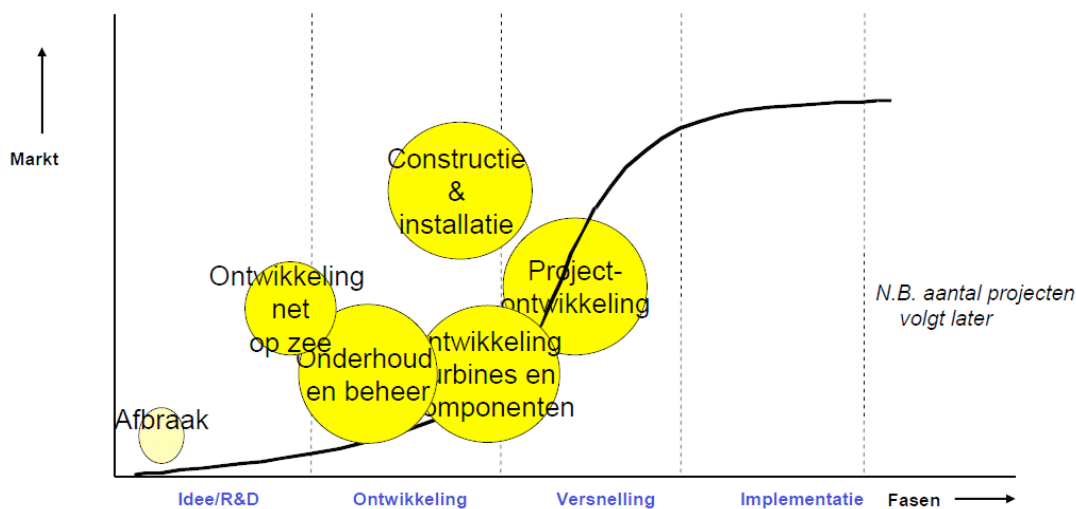 Markt
Constructie
&
installatie
Ontwikkeling
net
op zee
Project-
ontwikkeling
Onderhoud
en beheer
ntwikkeling
urbines en
omponenten
Afbraak
N.B. aantal projecten
volgt later
Idee/R&D
Ontwikkeling
Versnelling
Implementatie
Fasen